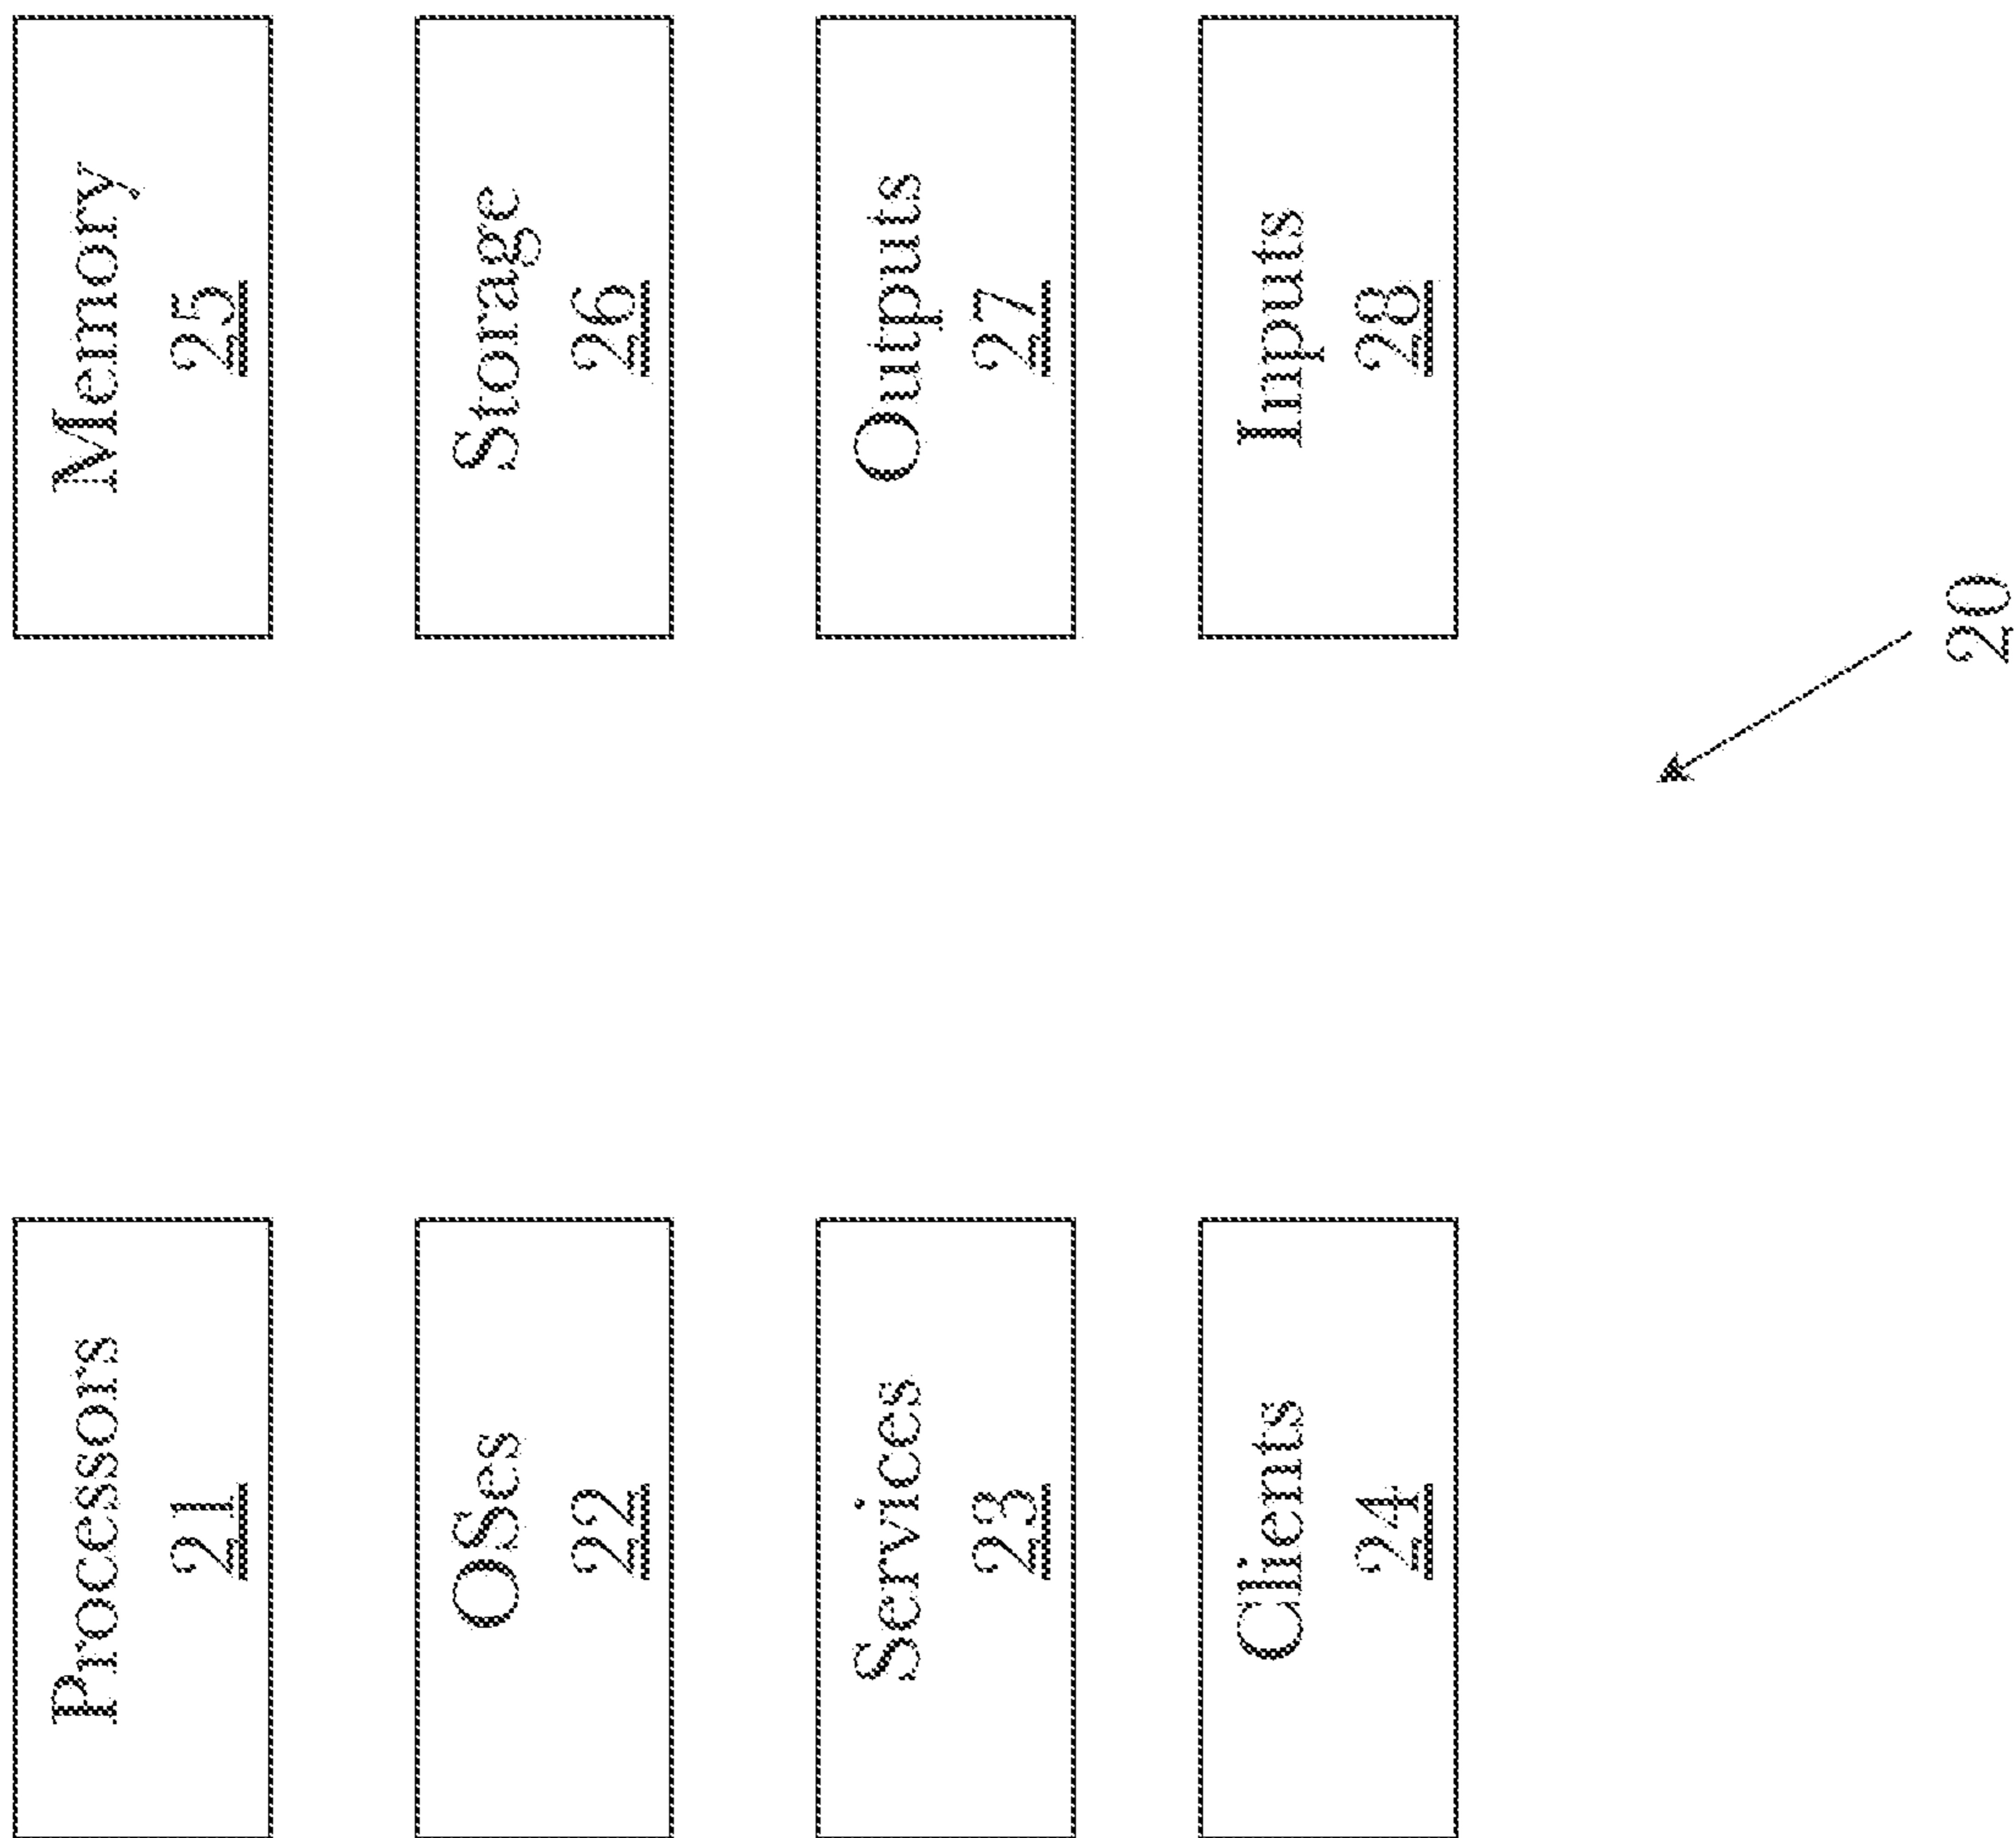 Processors
21
Memory
25
OSes
22
Storage
26
Services
23
Outputs
27
Clients
24
Inputs
28
20